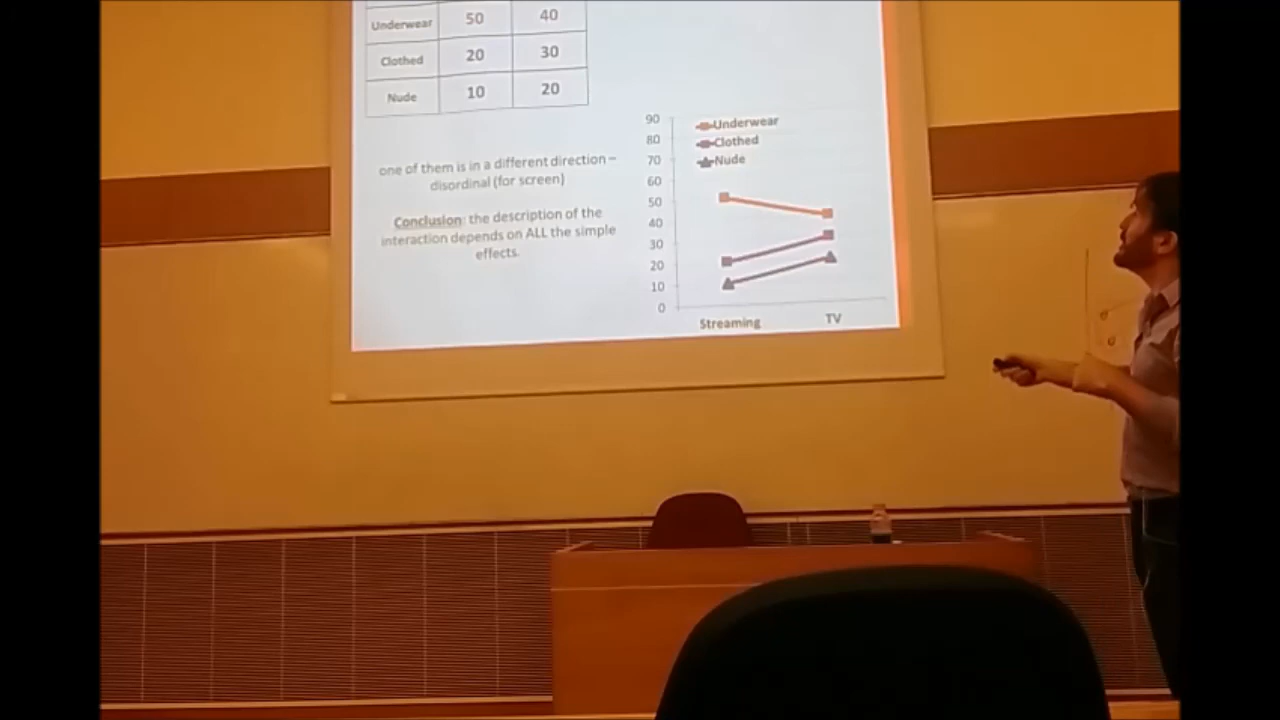 Underwear 50 40
Clothed 20 30
Nude 10 20
one of them is in a different direction –
disordinal (for screen)
Conclusion: the description of the
interaction depends on ALL the simple
effects.
90
80
70
60
50
40
30
20
10
0
Underwear
Clothed
Nude
Streaming TV